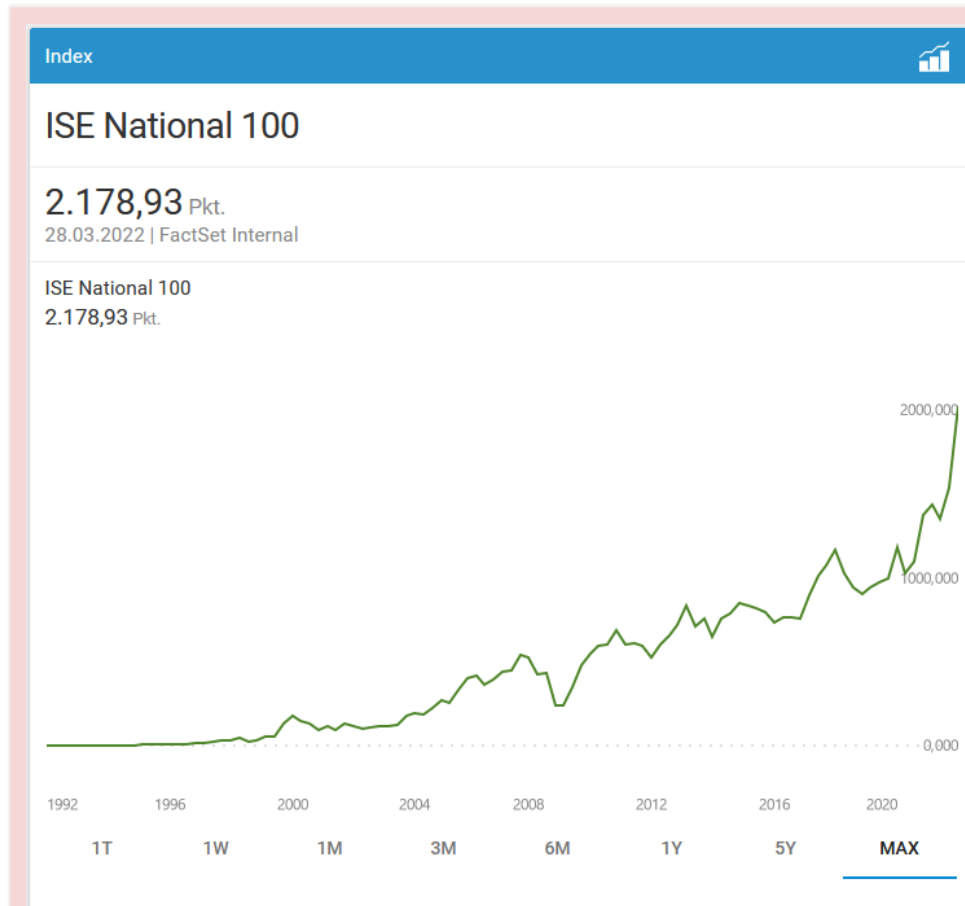 Index
ISE National 100
2.178,93 Pkt.
28.03.2022 | FactSet Internal
ISE National 100
2.178,93 Pkt.
2000,000
1000,000
0,000
1992 1996 2000 2004 2008 2012 2016 2020
1T 1W 1M 3M 6M 1Y 5Y MAX